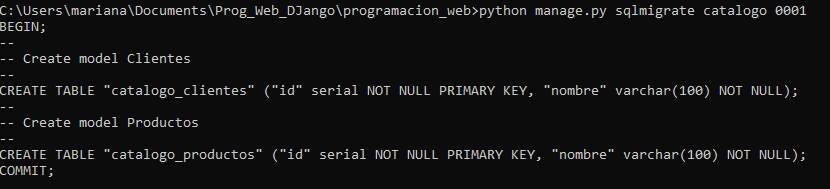 C:\Users\mariana\Documents\Prog_Web_DJango\programacion_web>python manage.py sqlmigrate catalogo 0001
BEGIN;
--
-- Create model Clientes
--
CREATE TABLE "catalogo_clientes" ("id" serial NOT NULL PRIMARY KEY, "nombre" varchar(100) NOT NULL);
--
-- Create model Productos
--
CREATE TABLE "catalogo_productos" ("id" serial NOT NULL PRIMARY KEY, "nombre" varchar(100) NOT NULL);
COMMIT;